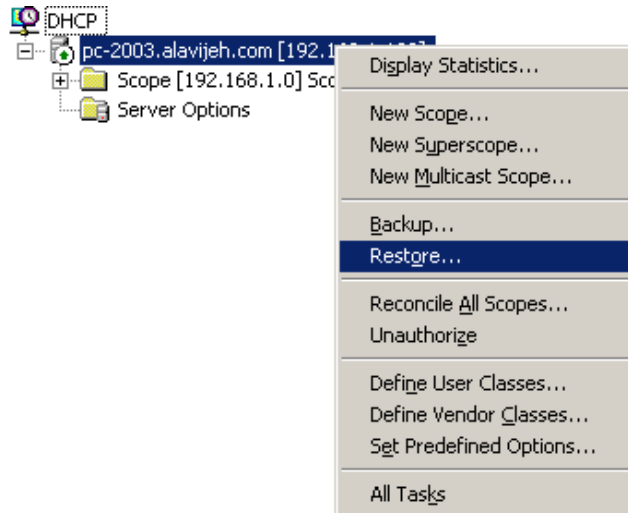 DHCP
pc-2003.alavijeh.com [192.
Scope [192.168.1.0] Sco
Server Options
Display Statistics...
New Scope...
New Superscope...
New Multicast Scope...
Backup...
Restore...
Reconcile All Scopes...
Unauthorize
Define User Classes...
Define Vendor Classes...
Set Predefined Options...
All Tasks